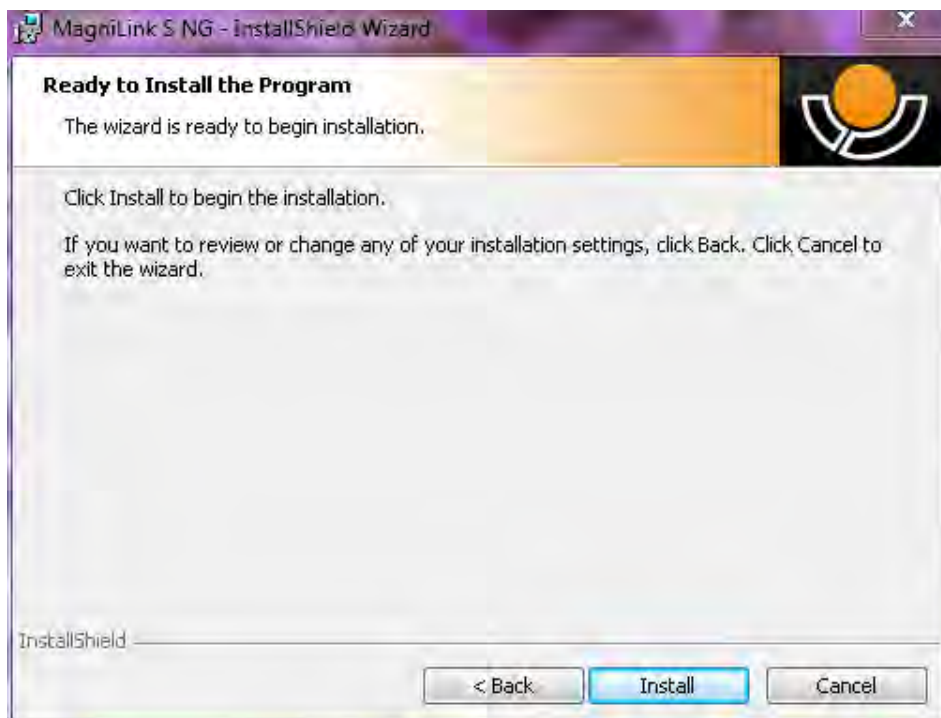 MagniLink S NG - InstallShield Wizard
Ready to Install the Program
The wizard is ready to begin installation.
Click Install to begin the installation.
If you want to review or change any of your installation settings, click Back. Click Cancel to
exit the wizard.
InstallShield
< Back
Install
Cancel